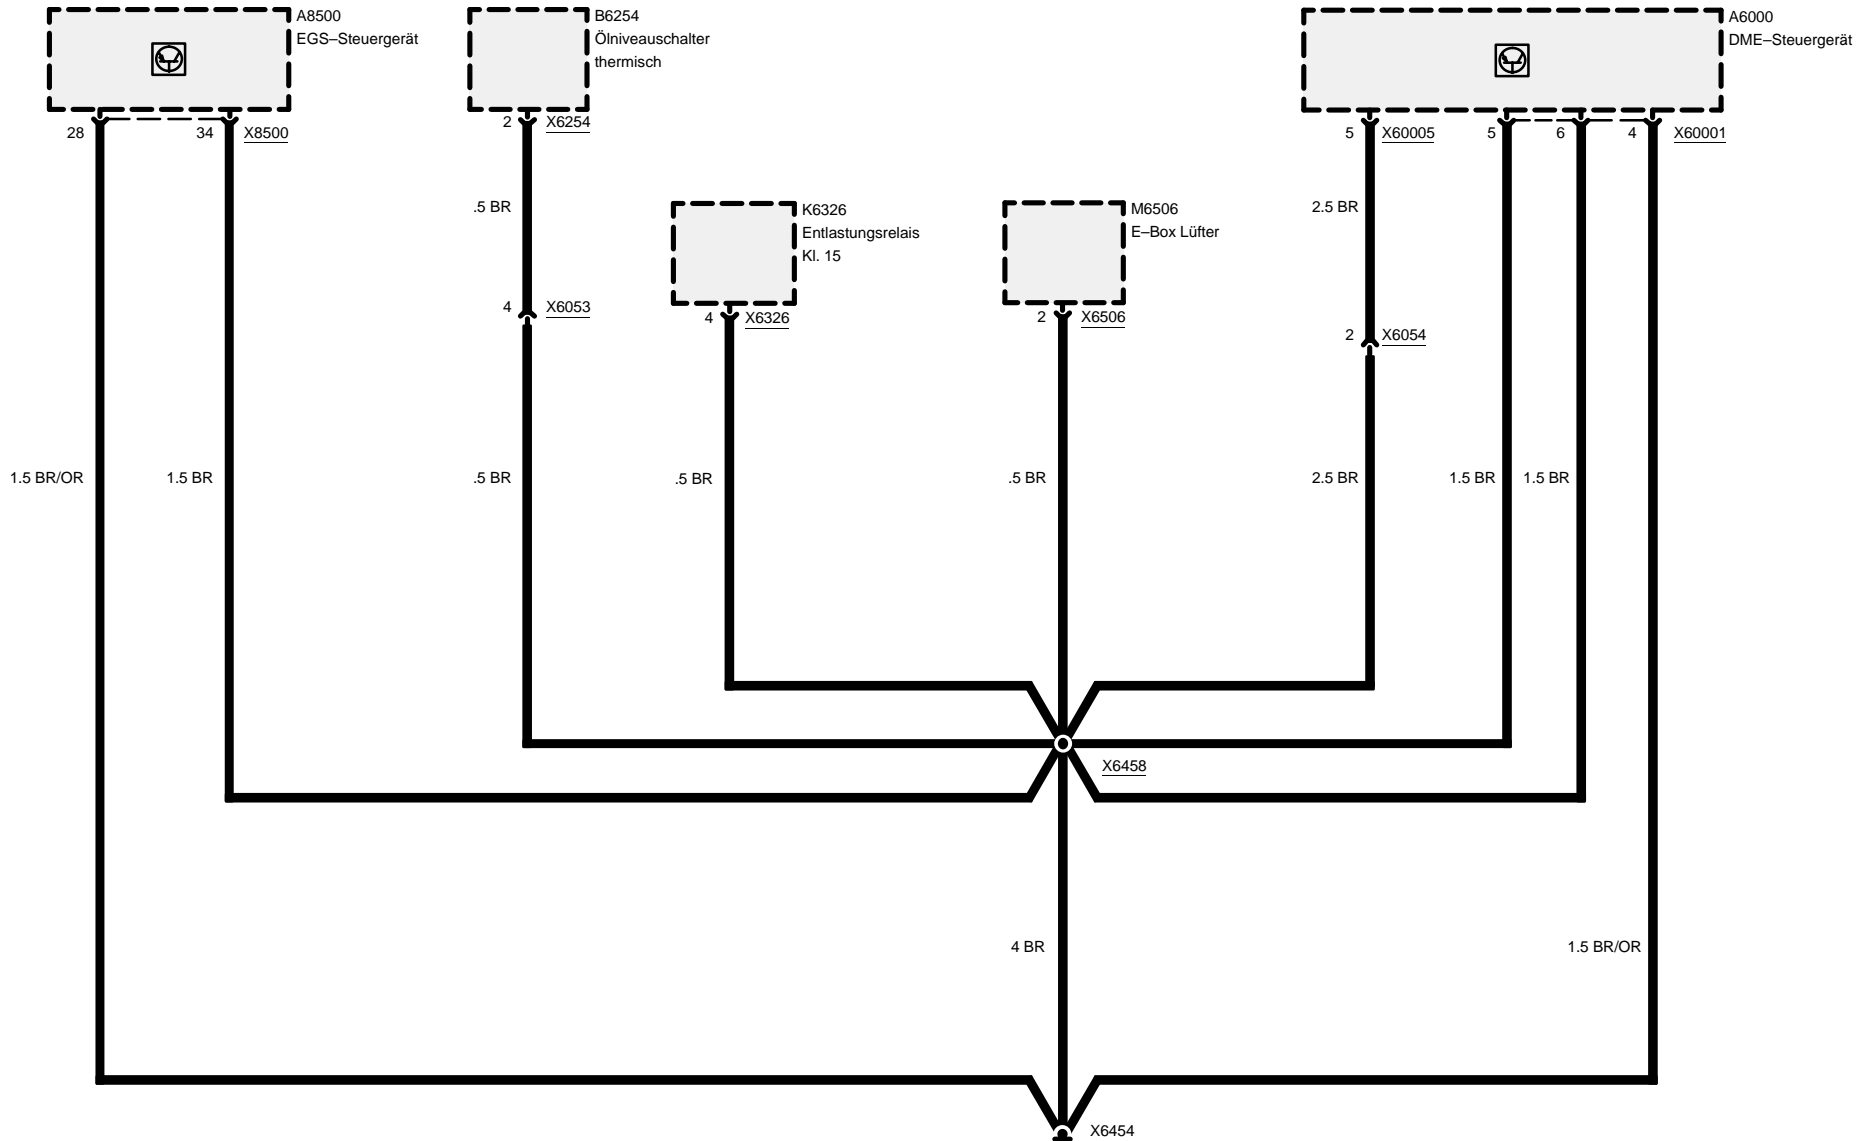 A8500
EGS–Steuergerät
B6254
Ölniveauschalter
thermisch
A6000
DME–Steuergerät
28
34
X8500
2
X6254
5
X60005
5
6
4
X60001
.5 BR
K6326
Entlastungsrelais
Kl. 15
M6506
E–Box Lüfter
2.5 BR
4
X6053
4
X6326
2
X6506
2
X6054
1.5 BR/OR
1.5 BR
.5 BR
.5 BR
.5 BR
2.5 BR
1.5 BR
1.5 BR
X6458
4 BR
1.5 BR/OR
X6454